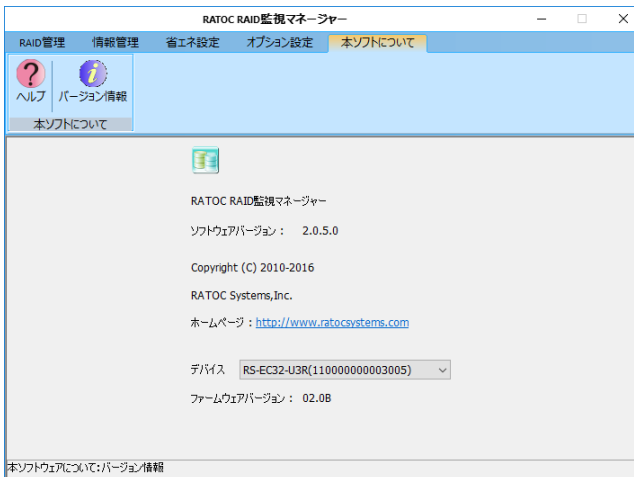 RATOC RAID監視マネージャー
RAID管理 情報管理 省エネ設定 オプション設定 本ソフトについて
ヘルプ バージョン情報
本ソフトについて
RATOC RAID監視マネージャー
ソフトウェアバージョン： 2.0.5.0
Copyright (C) 2010-2016
RATOC Systems,Inc.
ホームページ：http://www.ratocsystems.com
デバイス RS-EC32-U3R(110000000003005)
ファームウェアバージョン： 02.0B
本ソフトウェアについて:バージョン情報